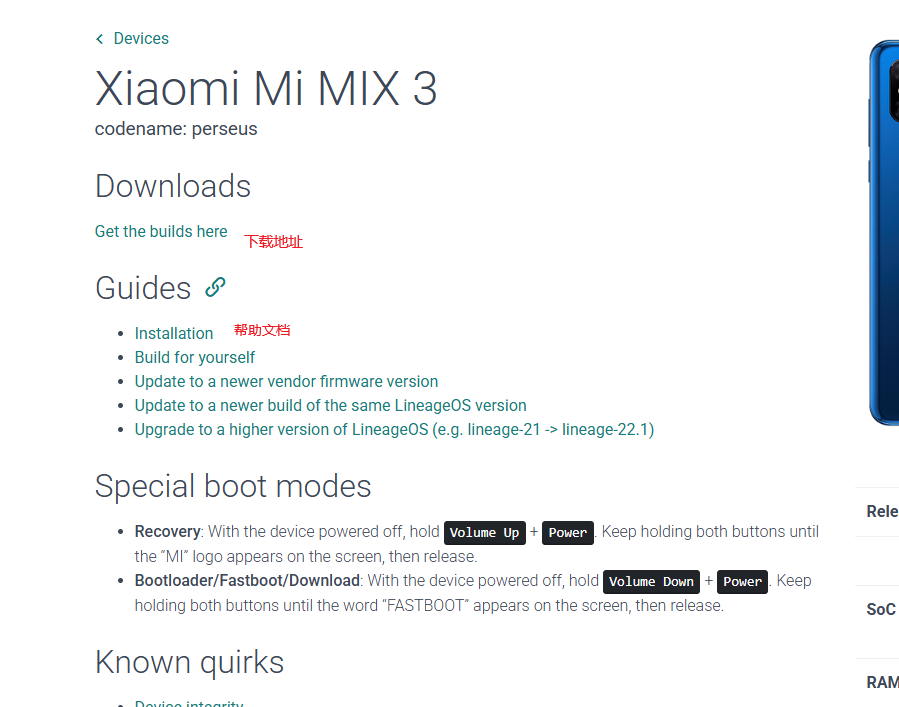 Devices
Xiaomi Mi MIX 3
codename: perseus
Downloads
Get the builds here
下载地址
Guides
Installation
帮助文档
Build for yourself
Update to a newer vendor firmware version
Update to a newer build of the same LineageOS version
Upgrade to a higher version of LineageOS (e.g. lineage-21 -> lineage-22.1)
Special boot modes
Recovery: With the device powered off, hold Volume Up + Power. Keep holding both buttons until
the “MI” logo appears on the screen, then release.
Bootloader/Fastboot/Download: With the device powered off, hold Volume Down + Power. Keep
holding both buttons until the word “FASTBOOT” appears on the screen, then release.
Known quirks
Device integrity
Rele
SoC
RAM